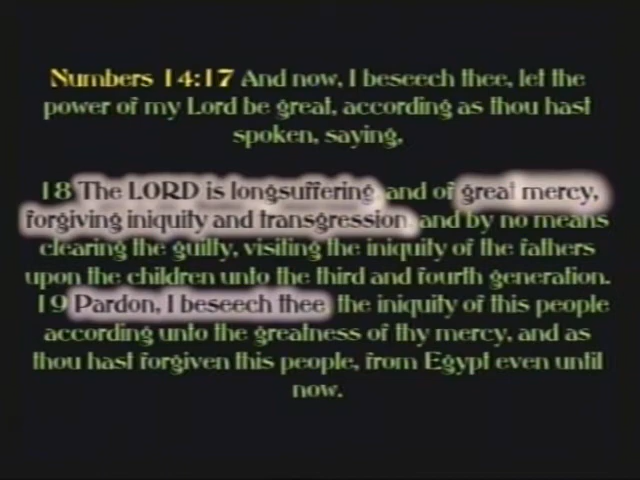 Numbers 14:17 And now, I beseech thee, let the
power of my Lord be great, according as thou hast
spoken, saying,
18 The LORD is longsuffering and of great mercy,
forgiving iniquity and transgression and by no means
clearing the guilty, visiting the iniquity of the fathers
upon the children unto the third and fourth generation.
19 Pardon, I beseech thee the iniquity of this people
according unto the greatness of thy mercy, and as
thou hast forgiven this people, from Egypt even until
now.